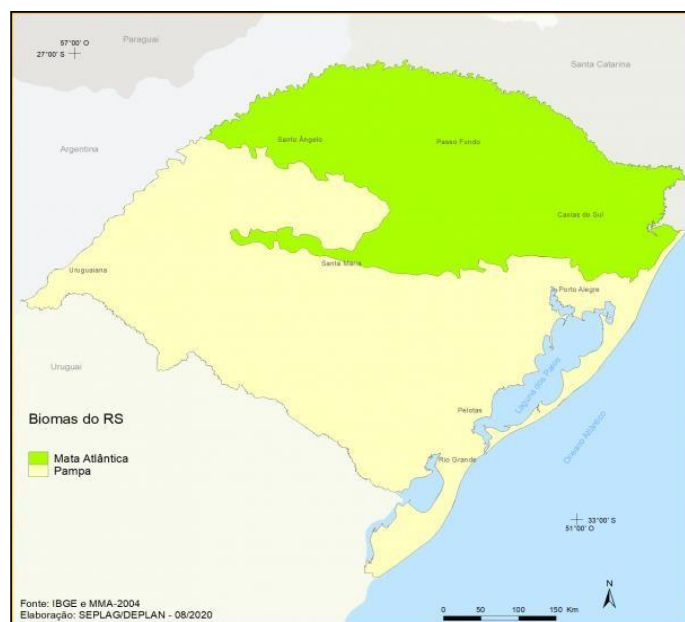 Paraguai
57°00' O
27°00' S
Santa Catarina
Argentina
Santo Ângelo
Passo Fundo
Caxias do Sul
Santa Maria
Uruguaiana
Porto Alegre
Uruguai
Laguna dos Patos
Pelotas
Oceano Atlântico
Biomas do RS
Mata Atlântica
Pampa
Rio Grande
33°00' S
51°00' O
N
Fonte: IBGE e MMA-2004
Elaboração: SEPLAG/DEPLAN - 08/2020
0 50 100 150 Km